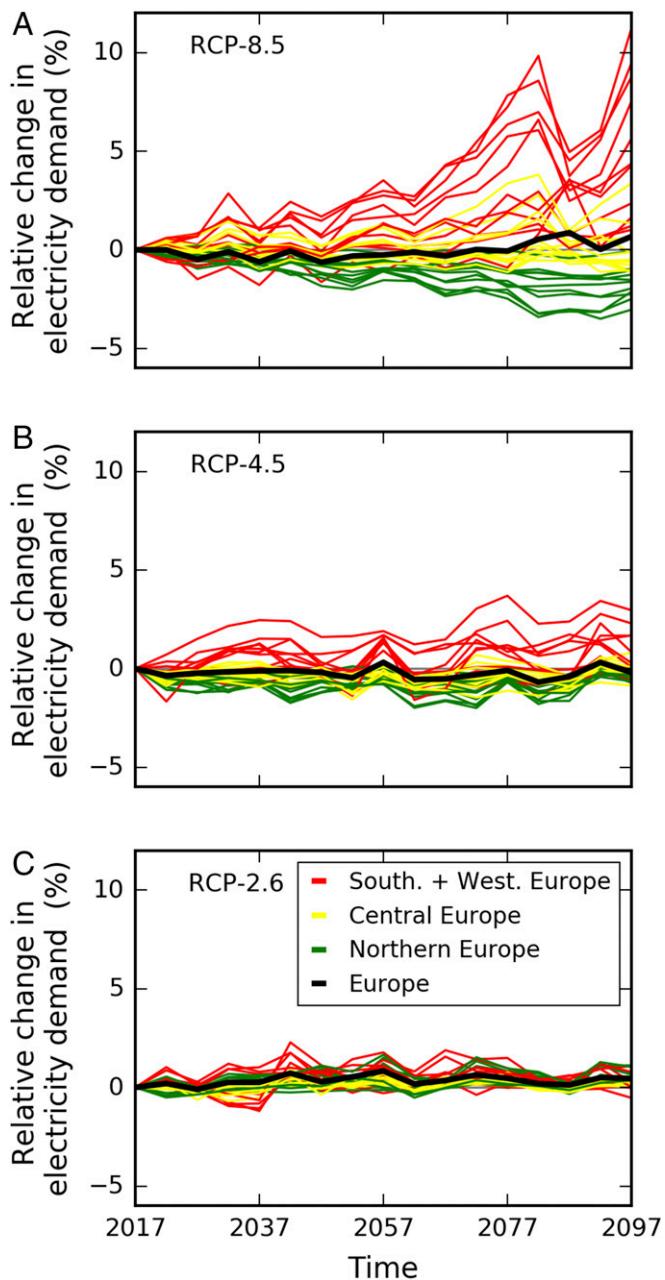 A
RCP-8.5
Relative change in
electricity demand (%)
10
5
0
−5
B
RCP-4.5
Relative change in
electricity demand (%)
10
5
0
−5
C
RCP-2.6
Relative change in
electricity demand (%)
10
5
0
−5
South. + West. Europe
Central Europe
Northern Europe
Europe
2017 2037 2057 2077 2097
Time